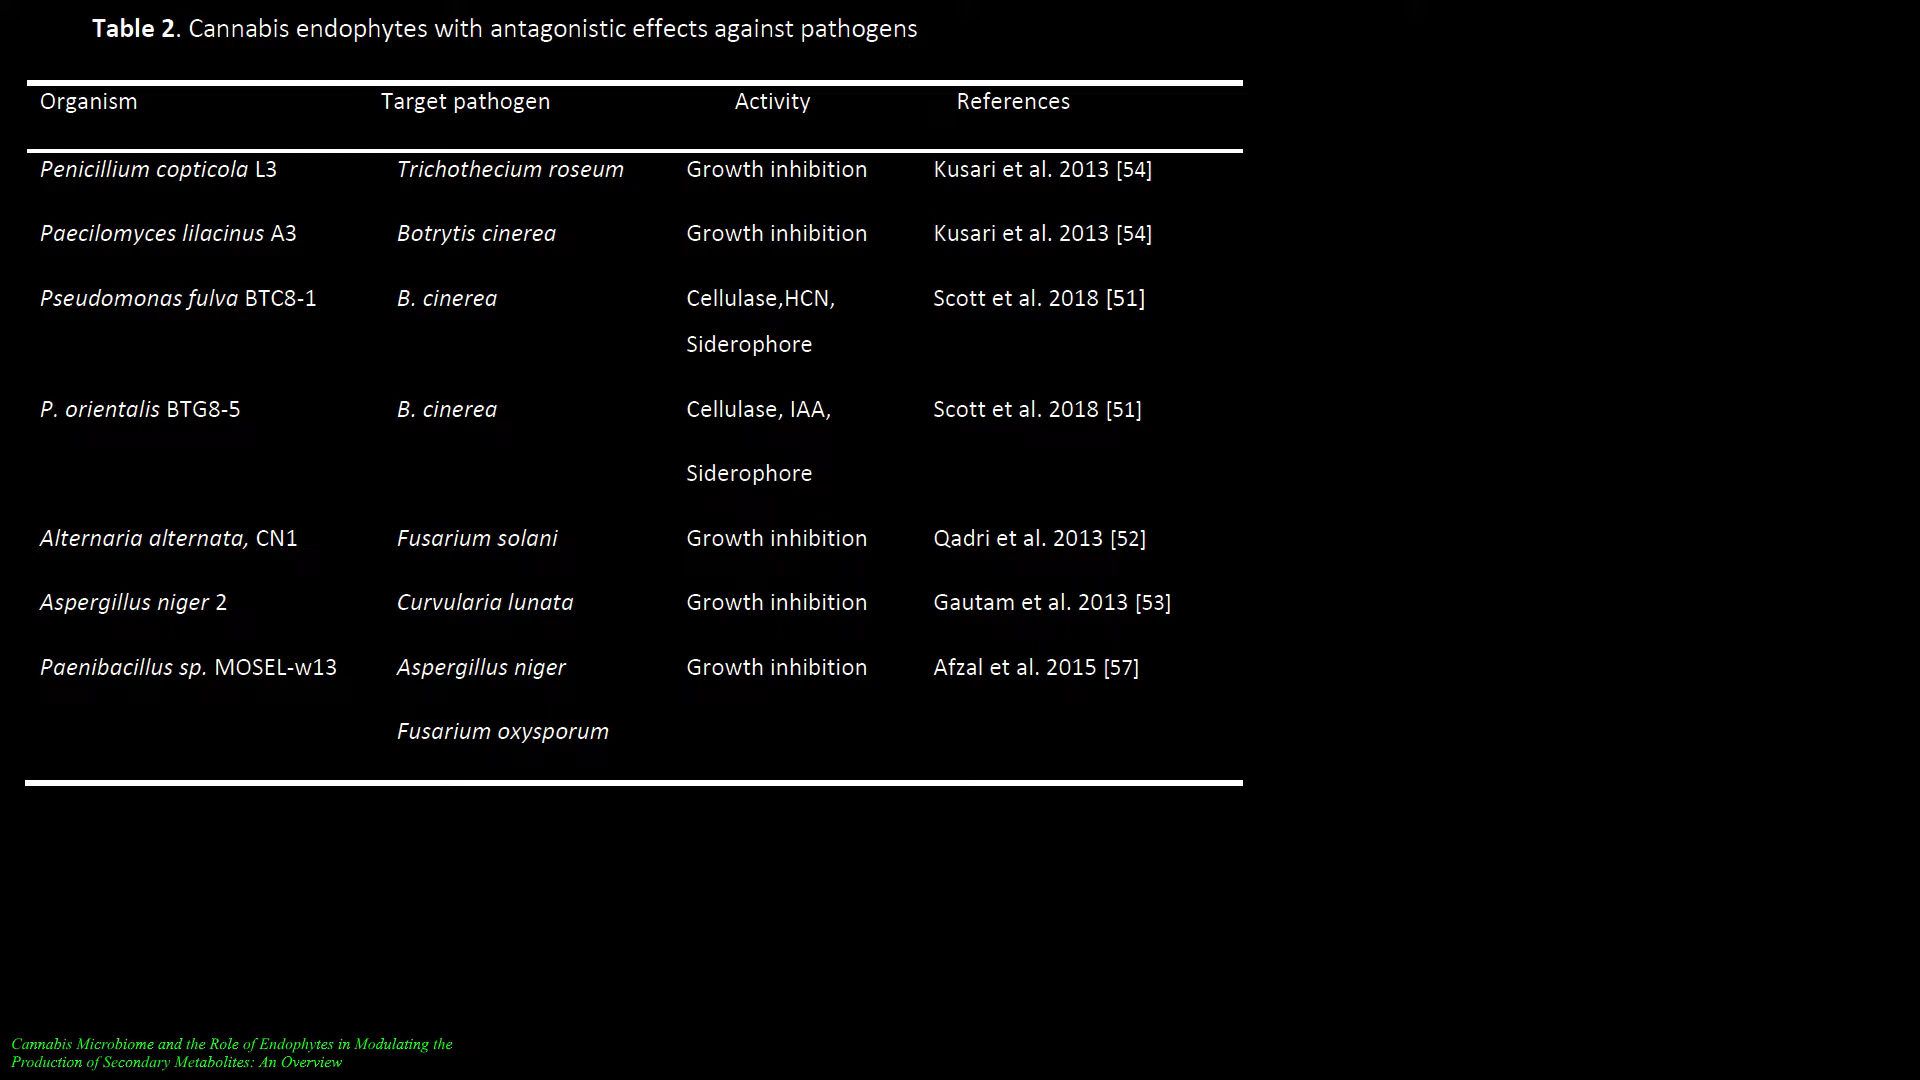 Table 2. Cannabis endophytes with antagonistic effects against pathogens
Organism Target pathogen Activity References
Penicillium copticola L3 Trichothecium roseum Growth inhibition Kusari et al. 2013 [54]
Paecilomyces lilacinus A3 Botrytis cinerea Growth inhibition Kusari et al. 2013 [54]
Pseudomonas fulva BTC8-1 B. cinerea Cellulase,HCN, Scott et al. 2018 [51]
Siderophore
P. orientalis BTG8-5 B. cinerea Cellulase, IAA, Scott et al. 2018 [51]
Siderophore
Alternaria alternata, CN1 Fusarium solani Growth inhibition Qadri et al. 2013 [52]
Aspergillus niger 2 Curvularia lunata Growth inhibition Gautam et al. 2013 [53]
Paenibacillus sp. MOSEL-w13 Aspergillus niger Growth inhibition Afzal et al. 2015 [57]
Fusarium oxysporum
Cannabis Microbiome and the Role of Endophytes in Modulating the
Production of Secondary Metabolites: An Overview